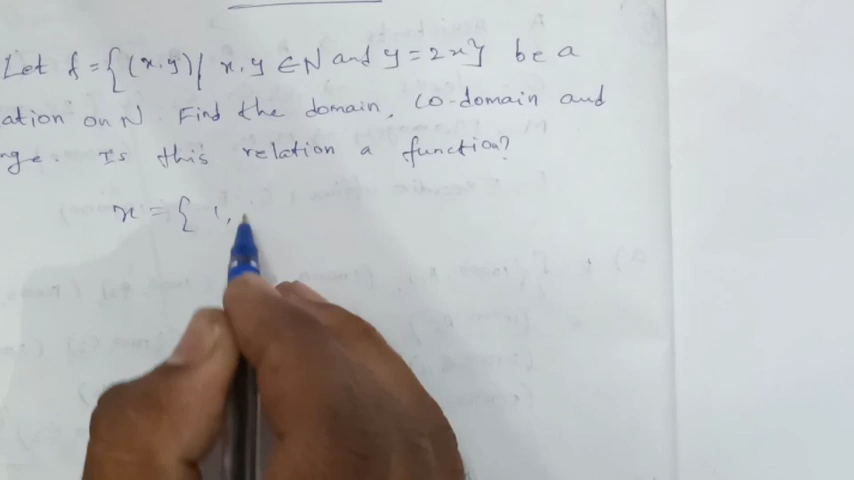 Let f = {(x,y)| x,y ∈ N and y = 2x} be a
ation on N Find the domain, co-domain and
nge. Is this relation a function?
x = { 1,